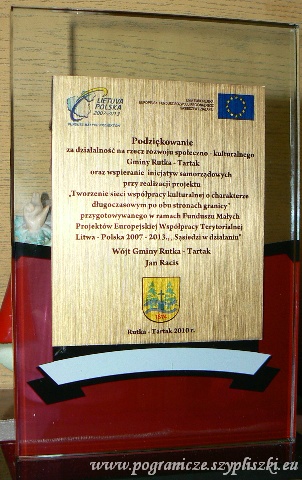 LIETUVA
POLSKA
2007-2013
Podziękowanie
za działalność na rzecz rozwoju społeczno - kulturalnego
Gminy Rutka - Tartak
oraz wspieranie inicjatyw samorządowych
przy realizacji projektu
„Tworzenie sieci współpracy kulturalnej o charakterze
długoczasowym po obu stronach granicy”
przygotowywanego w ramach Funduszu Małych
Projektów Europejskiej Współpracy Terytorialnej
Litwa - Polska 2007 - 2013 „ Sąsiedzi w działaniu”
Wójt Gminy Rutka - Tartak
Jan Racis
Rutka - Tartak 2010 r.
www.pogranicze.szypliszki.eu